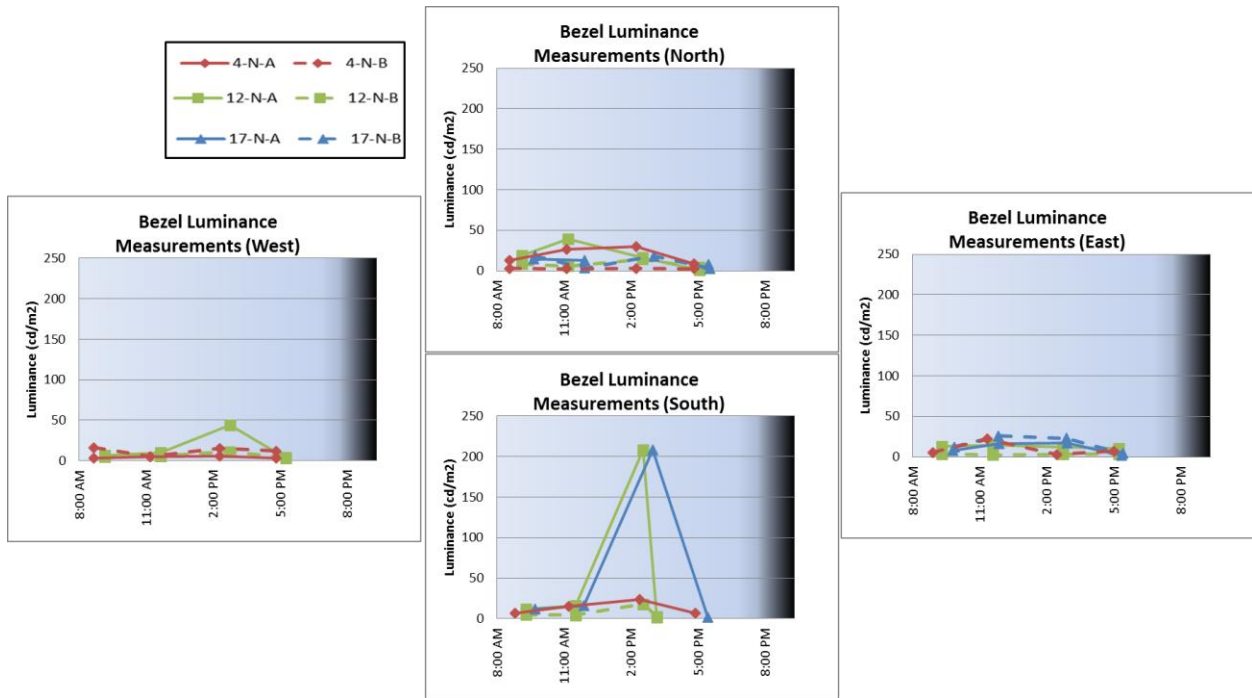 4-N-A 4-N-B
12-N-A 12-N-B
17-N-A 17-N-B
Bezel Luminance
Measurements (North)
Luminance (cd/m2)
250
200
150
100
50
0
8:00 AM
11:00 AM
2:00 PM
5:00 PM
8:00 PM
Bezel Luminance
Measurements (West)
Luminance (cd/m2)
250
200
150
100
50
0
8:00 AM
11:00 AM
2:00 PM
5:00 PM
8:00 PM
Bezel Luminance
Measurements (East)
Luminance (cd/m2)
250
200
150
100
50
0
8:00 AM
11:00 AM
2:00 PM
5:00 PM
8:00 PM
Bezel Luminance
Measurements (South)
Luminance (cd/m2)
250
200
150
100
50
0
8:00 AM
11:00 AM
2:00 PM
5:00 PM
8:00 PM